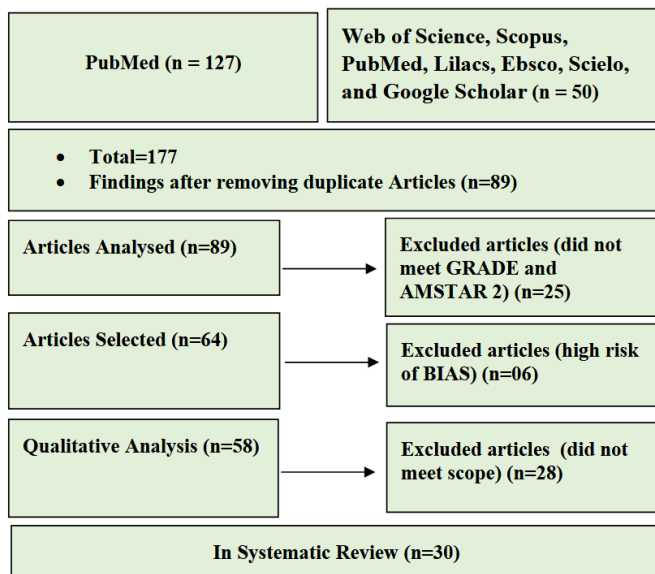 PubMed (n = 127)
Web of Science, Scopus,
PubMed, Lilacs, Ebsco, Scielo,
and Google Scholar (n = 50)
• Total=177
• Findings after removing duplicate Articles (n=89)
Articles Analysed (n=89)
Excluded articles (did not
meet GRADE and
AMSTAR 2) (n=25)
Articles Selected (n=64)
Excluded articles (high risk
of BIAS) (n=06)
Qualitative Analysis (n=58)
Excluded articles (did not
meet scope) (n=28)
In Systematic Review (n=30)